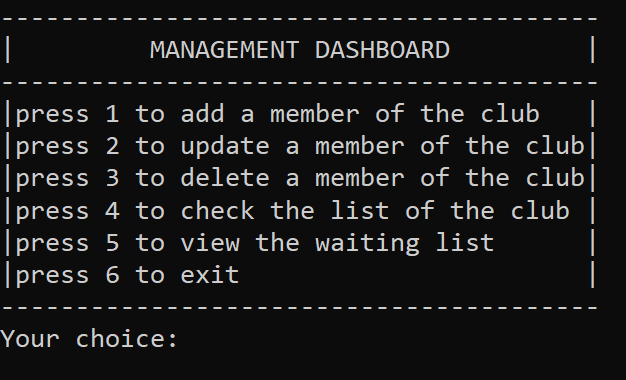 ----------------------------------------
|         MANAGEMENT DASHBOARD         |
----------------------------------------
|press 1 to add a member of the club   |
|press 2 to update a member of the club|
|press 3 to delete a member of the club|
|press 4 to check the list of the club |
|press 5 to view the waiting list      |
|press 6 to exit                       |
----------------------------------------
Your choice: